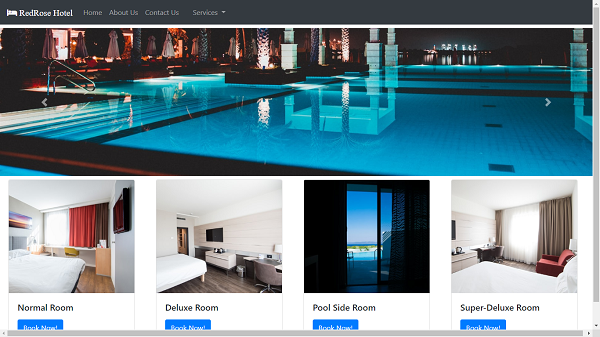 RedRose Hotel Home About Us Contact Us Services
Normal Room Deluxe Room Pool Side Room Super-Deluxe Room
Book Now! Book Now! Book Now! Book Now!